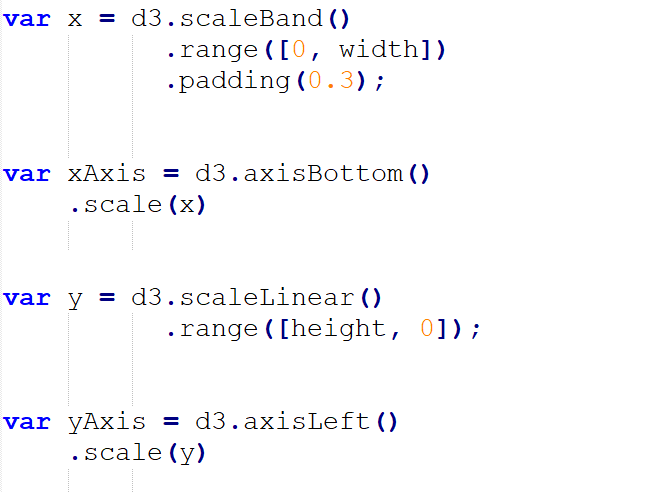 var x = d3.scaleBand()
.range([0, width])
.padding(0.3);
var xAxis = d3.axisBottom()
.scale(x)
var y = d3.scaleLinear()
.range([height, 0]);
var yAxis = d3.axisLeft()
.scale(y)